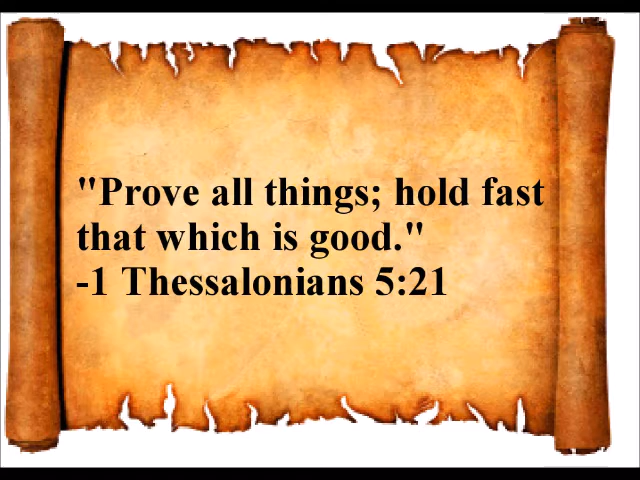 "Prove all things; hold fast
that which is good."
-1 Thessalonians 5:21